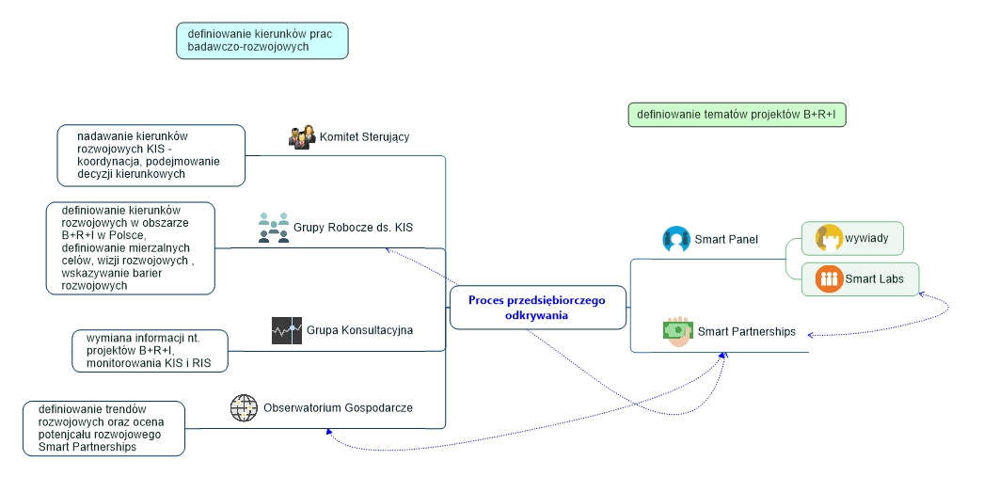 definiowanie kierunków prac
badawczo-rozwojowych
definiowanie tematów projektów B+R+I
nadawanie kierunków
rozwojowych KIS -
koordynacja, podejmowanie
decyzji kierunkowych
Komitet Sterujący
definiowanie kierunków
rozwojowych w obszarze
B+R+I w Polsce,
definiowanie mierzalnych
celów, wizji rozwojowych ,
wskazywanie barier
rozwojowych
Grupy Robocze ds. KIS
wymiana informacji nt.
projektów B+R+I,
monitorowania KIS i RIS
Grupa Konsultacyjna
definiowanie trendów
rozwojowych oraz ocena
potenjcału rozwojowego
Smart Partnerships
Obserwatorium Gospodarcze
Proces przedsiębiorczego
odkrywania
Smart Panel
wywiady
Smart Labs
Smart Partnerships